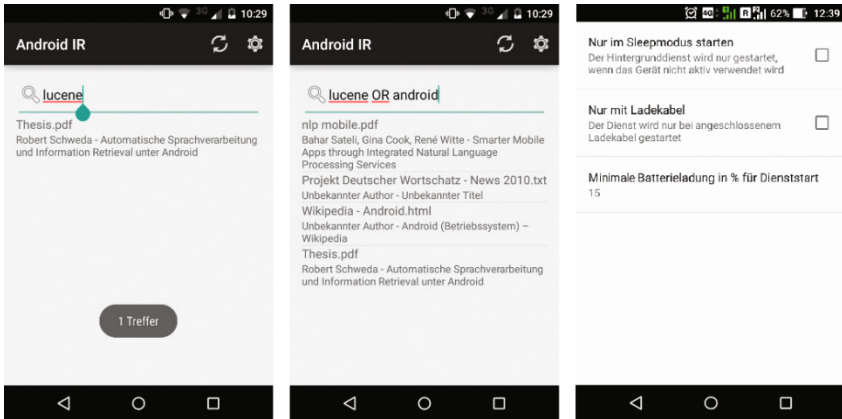 3G 10:29
Android IR
lucene
Thesis.pdf
Robert Schweda - Automatische Sprachverarbeitung
und Information Retrieval unter Android
1 Treffer
3G 10:29
Android IR
lucene OR android
nlp mobile.pdf
Bahar Sateli, Gina Cook, René Witte - Smarter Mobile
Apps through Integrated Natural Language
Processing Services
Projekt Deutscher Wortschatz - News 2010.txt
Unbekannter Author - Unbekannter Titel
Wikipedia - Android.html
Unbekannter Author - Android (Betriebssystem) –
Wikipedia
Thesis.pdf
Robert Schweda - Automatische Sprachverarbeitung
und Information Retrieval unter Android
4G R 62% 12:39
Nur im Sleepmodus starten
Der Hintergrunddienst wird nur gestartet,
wenn das Gerät nicht aktiv verwendet wird
Nur mit Ladekabel
Der Dienst wird nur bei angeschlossenem
Ladekabel gestartet
Minimale Batterieladung in % für Dienststart
15